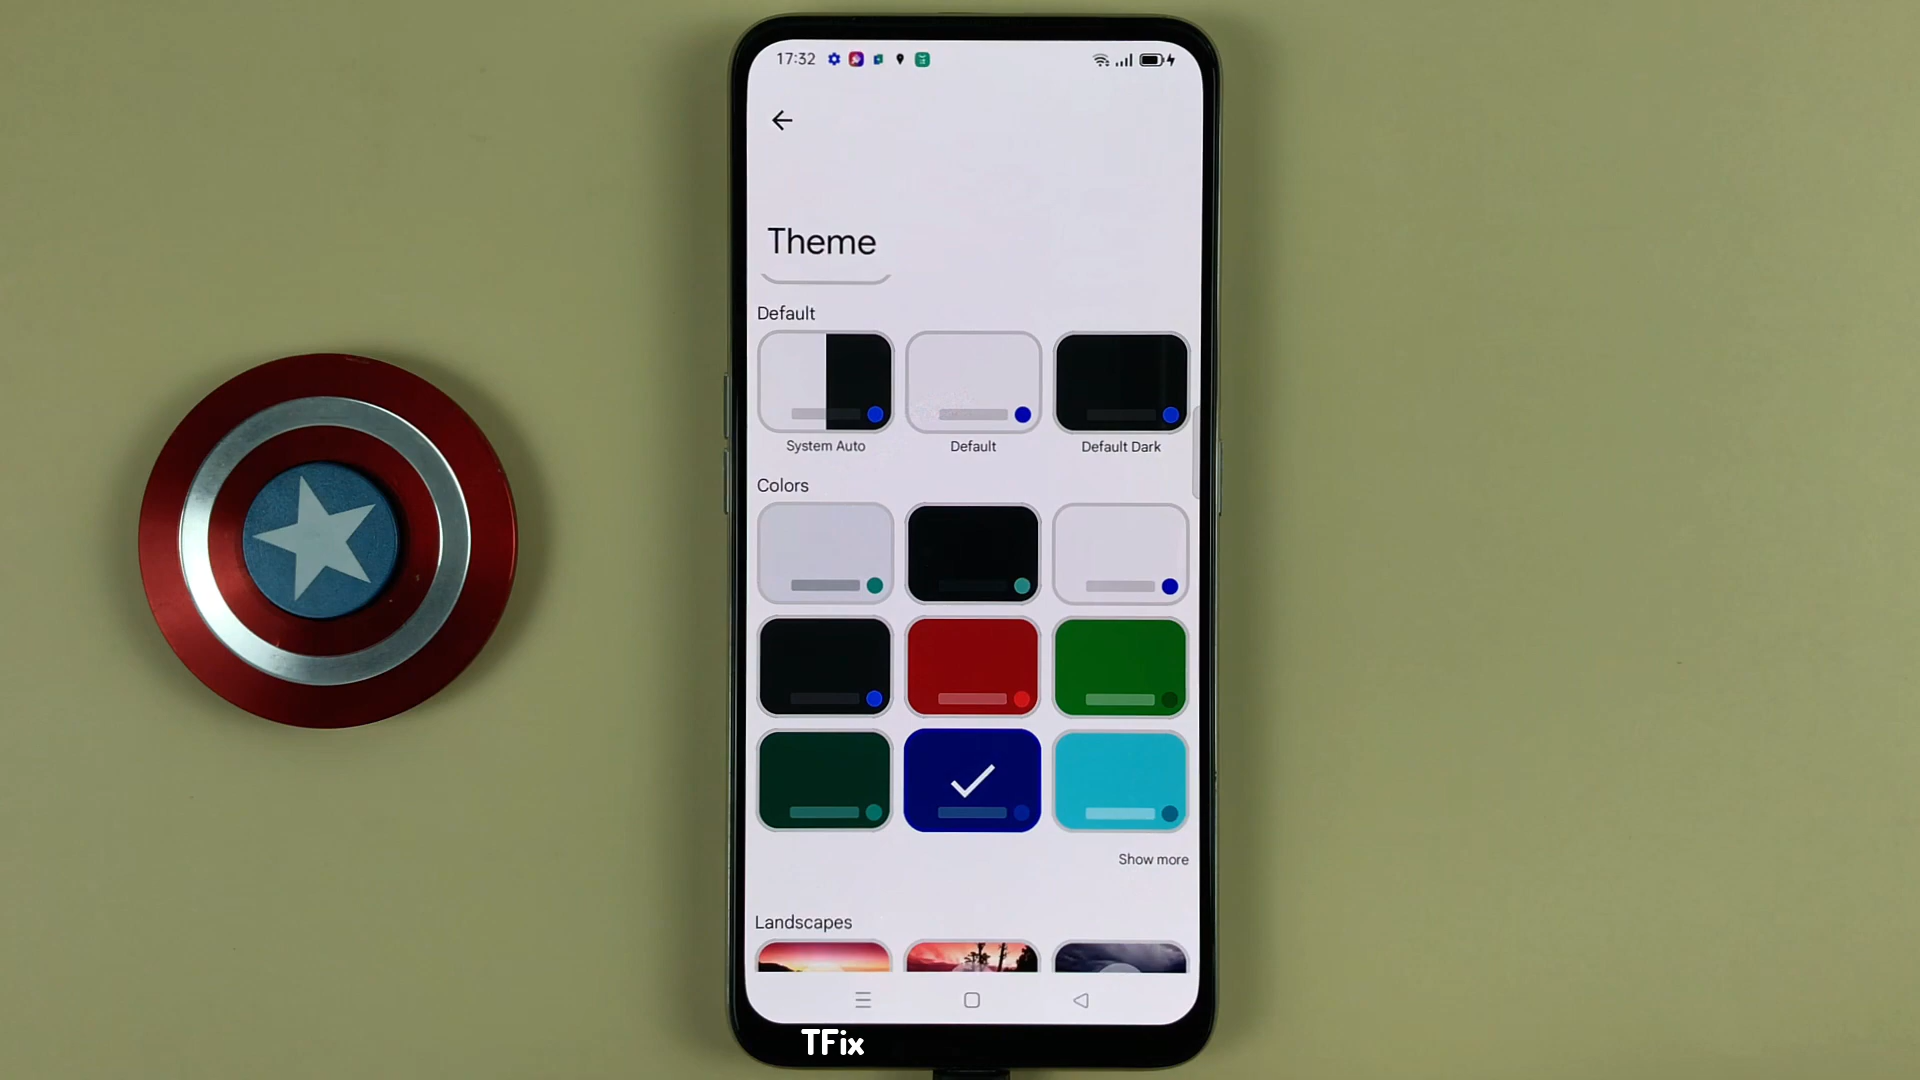 17:32
Theme
Default
System Auto
Default
Default Dark
Colors
Show more
Landscapes
TFix